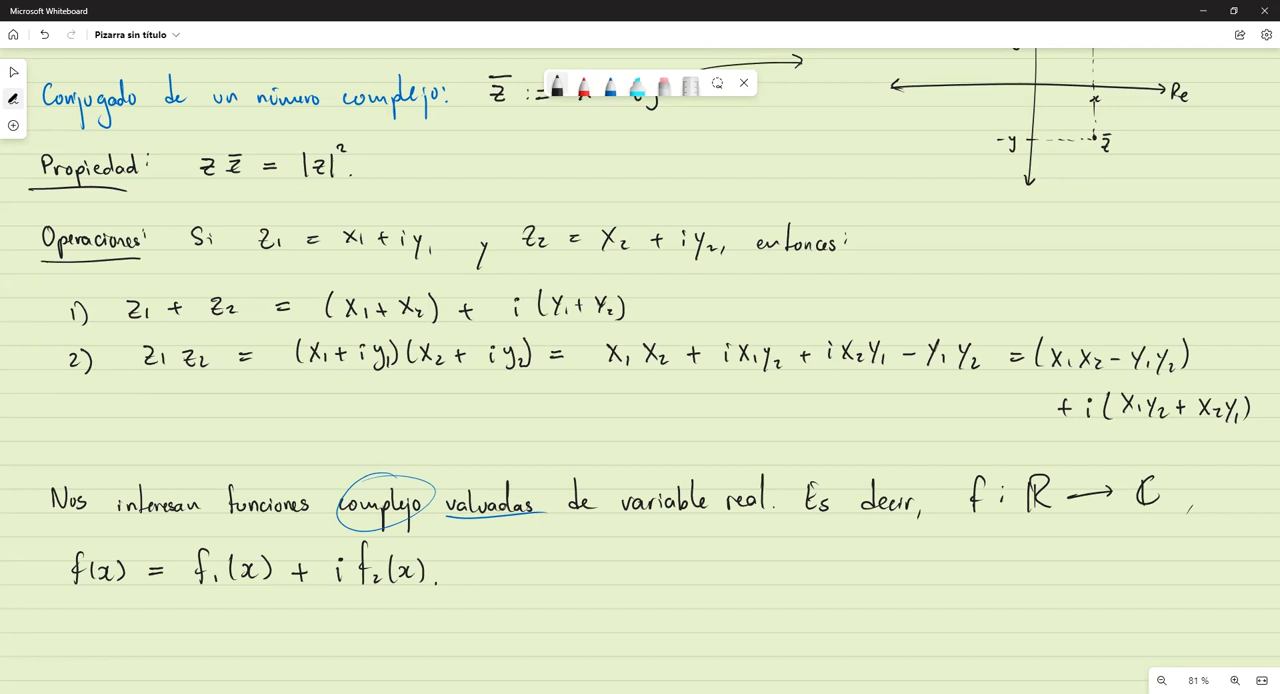 Microsoft Whiteboard
Pizarra sin título
Conjugado de un número complejo: z̅ :=
Re
x
-y
z̅
Propiedad: z z̅ = |z|².
Operaciones: Si z₁ = x₁ + iy₁ y z₂ = x₂ + iy₂, entonces:
1) z₁ + z₂ = (x₁ + x₂) + i(y₁ + y₂)
2) z₁ z₂ = (x₁ + iy₁)(x₂ + iy₂) = x₁x₂ + ix₁y₂ + ix₂y₁ - y₁y₂ = (x₁x₂ - y₁y₂)
+ i(x₁y₂ + x₂y₁)
Nos interesan funciones complejo valuadas de variable real. Es decir, f: ℝ ⟶ ℂ,
f(x) = f₁(x) + i f₂(x).
81 %